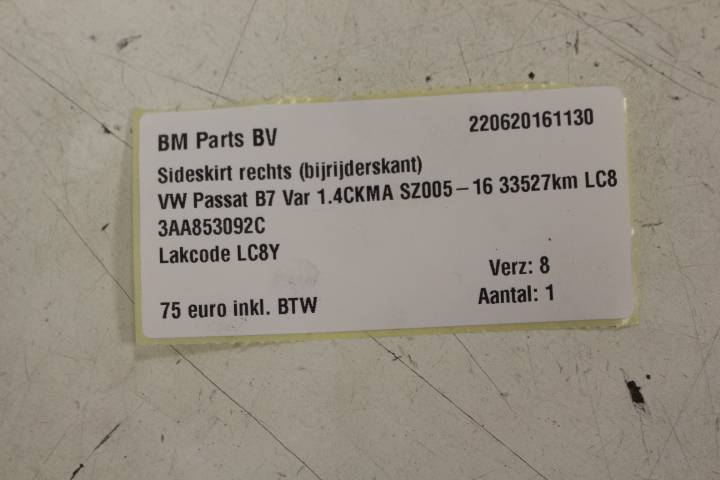 BM Parts BV 220620161130
Sideskirt rechts (bijrijderskant)
VW Passat B7 Var 1.4CKMA SZ005-16 33527km LC8
3AA853092C
Lakcode LC8Y
Verz: 8
75 euro inkl. BTW Aantal: 1